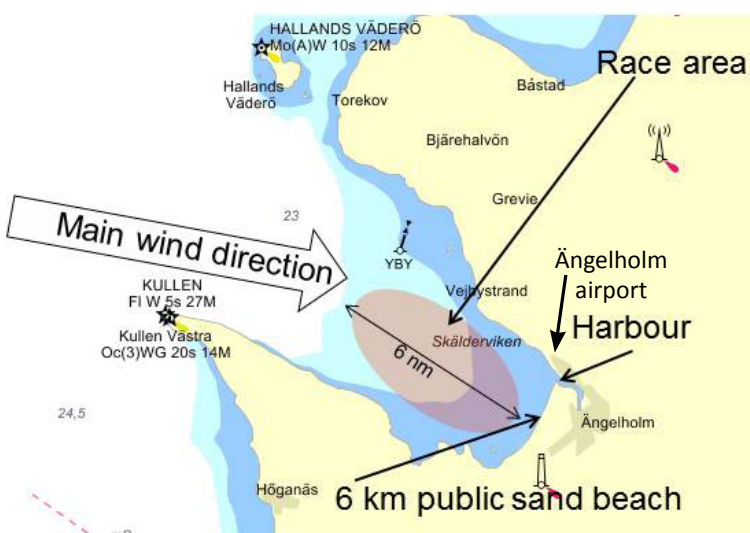 HALLANDS VÄDERÖ
Mo(A)W 10s 12M
Race area
Hallands
Väderö
Torekov
Båstad
Bjärehalvön
Grevie
23
Main wind direction
YBY
Ängelholm
airport
KULLEN
Fl W 5s 27M
Vejbystrand
Harbour
Kullen Västra
Oc(3)WG 20s 14M
Skälderviken
6 nm
24,5
Ängelholm
Höganäs
6 km public sand beach